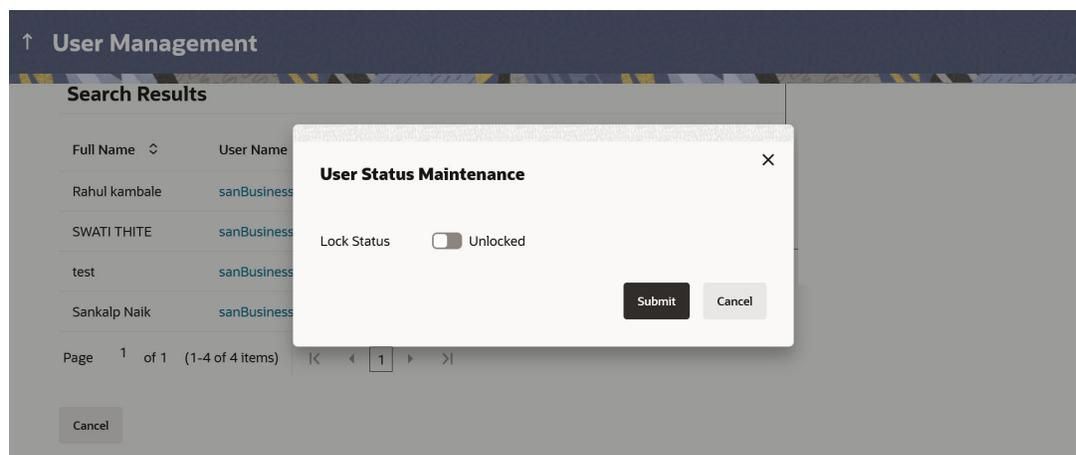 ↑ User Management
Search Results
Full Name User Name
Rahul kambale sanBusiness
SWATI THITE sanBusiness
test sanBusiness
Sankalp Naik sanBusiness
Page 1 of 1 (1-4 of 4 items) 1
Cancel
User Status Maintenance
Lock Status Unlocked
Submit Cancel